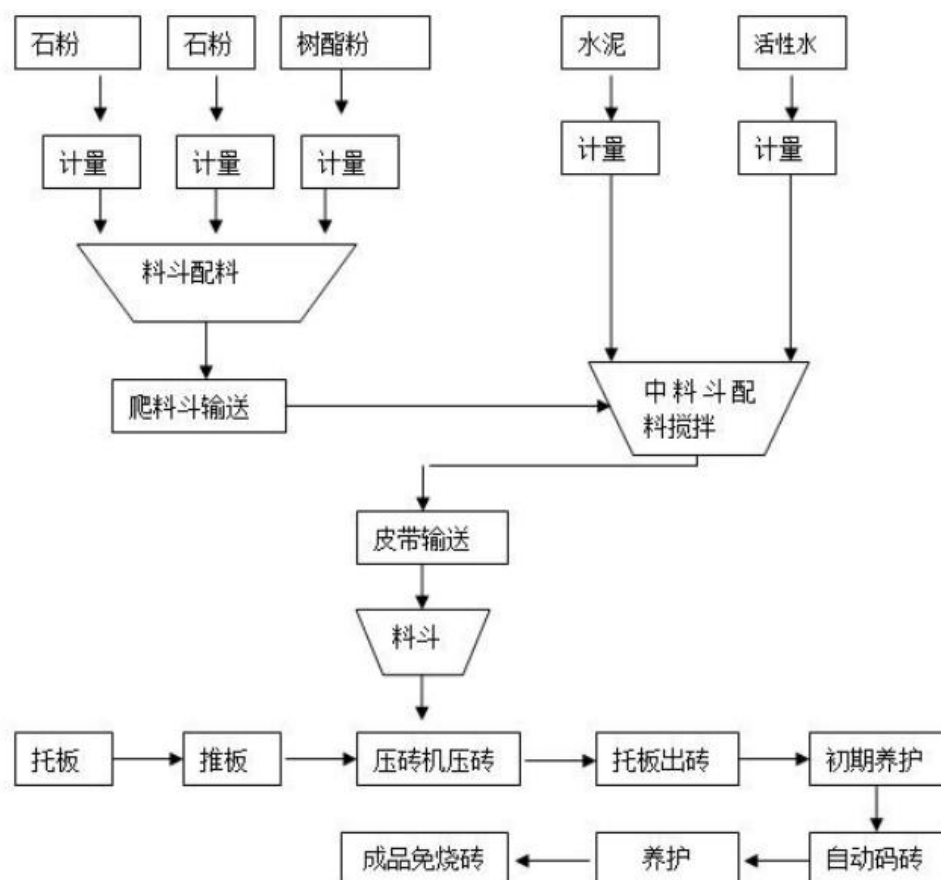 石粉
石粉
树酯粉
水泥
活性水
计量
计量
计量
计量
计量
料斗配料
爬料斗输送
中料斗配
料搅拌
皮带输送
料斗
托板
推板
压砖机压砖
托板出砖
初期养护
成品免烧砖
养护
自动码砖